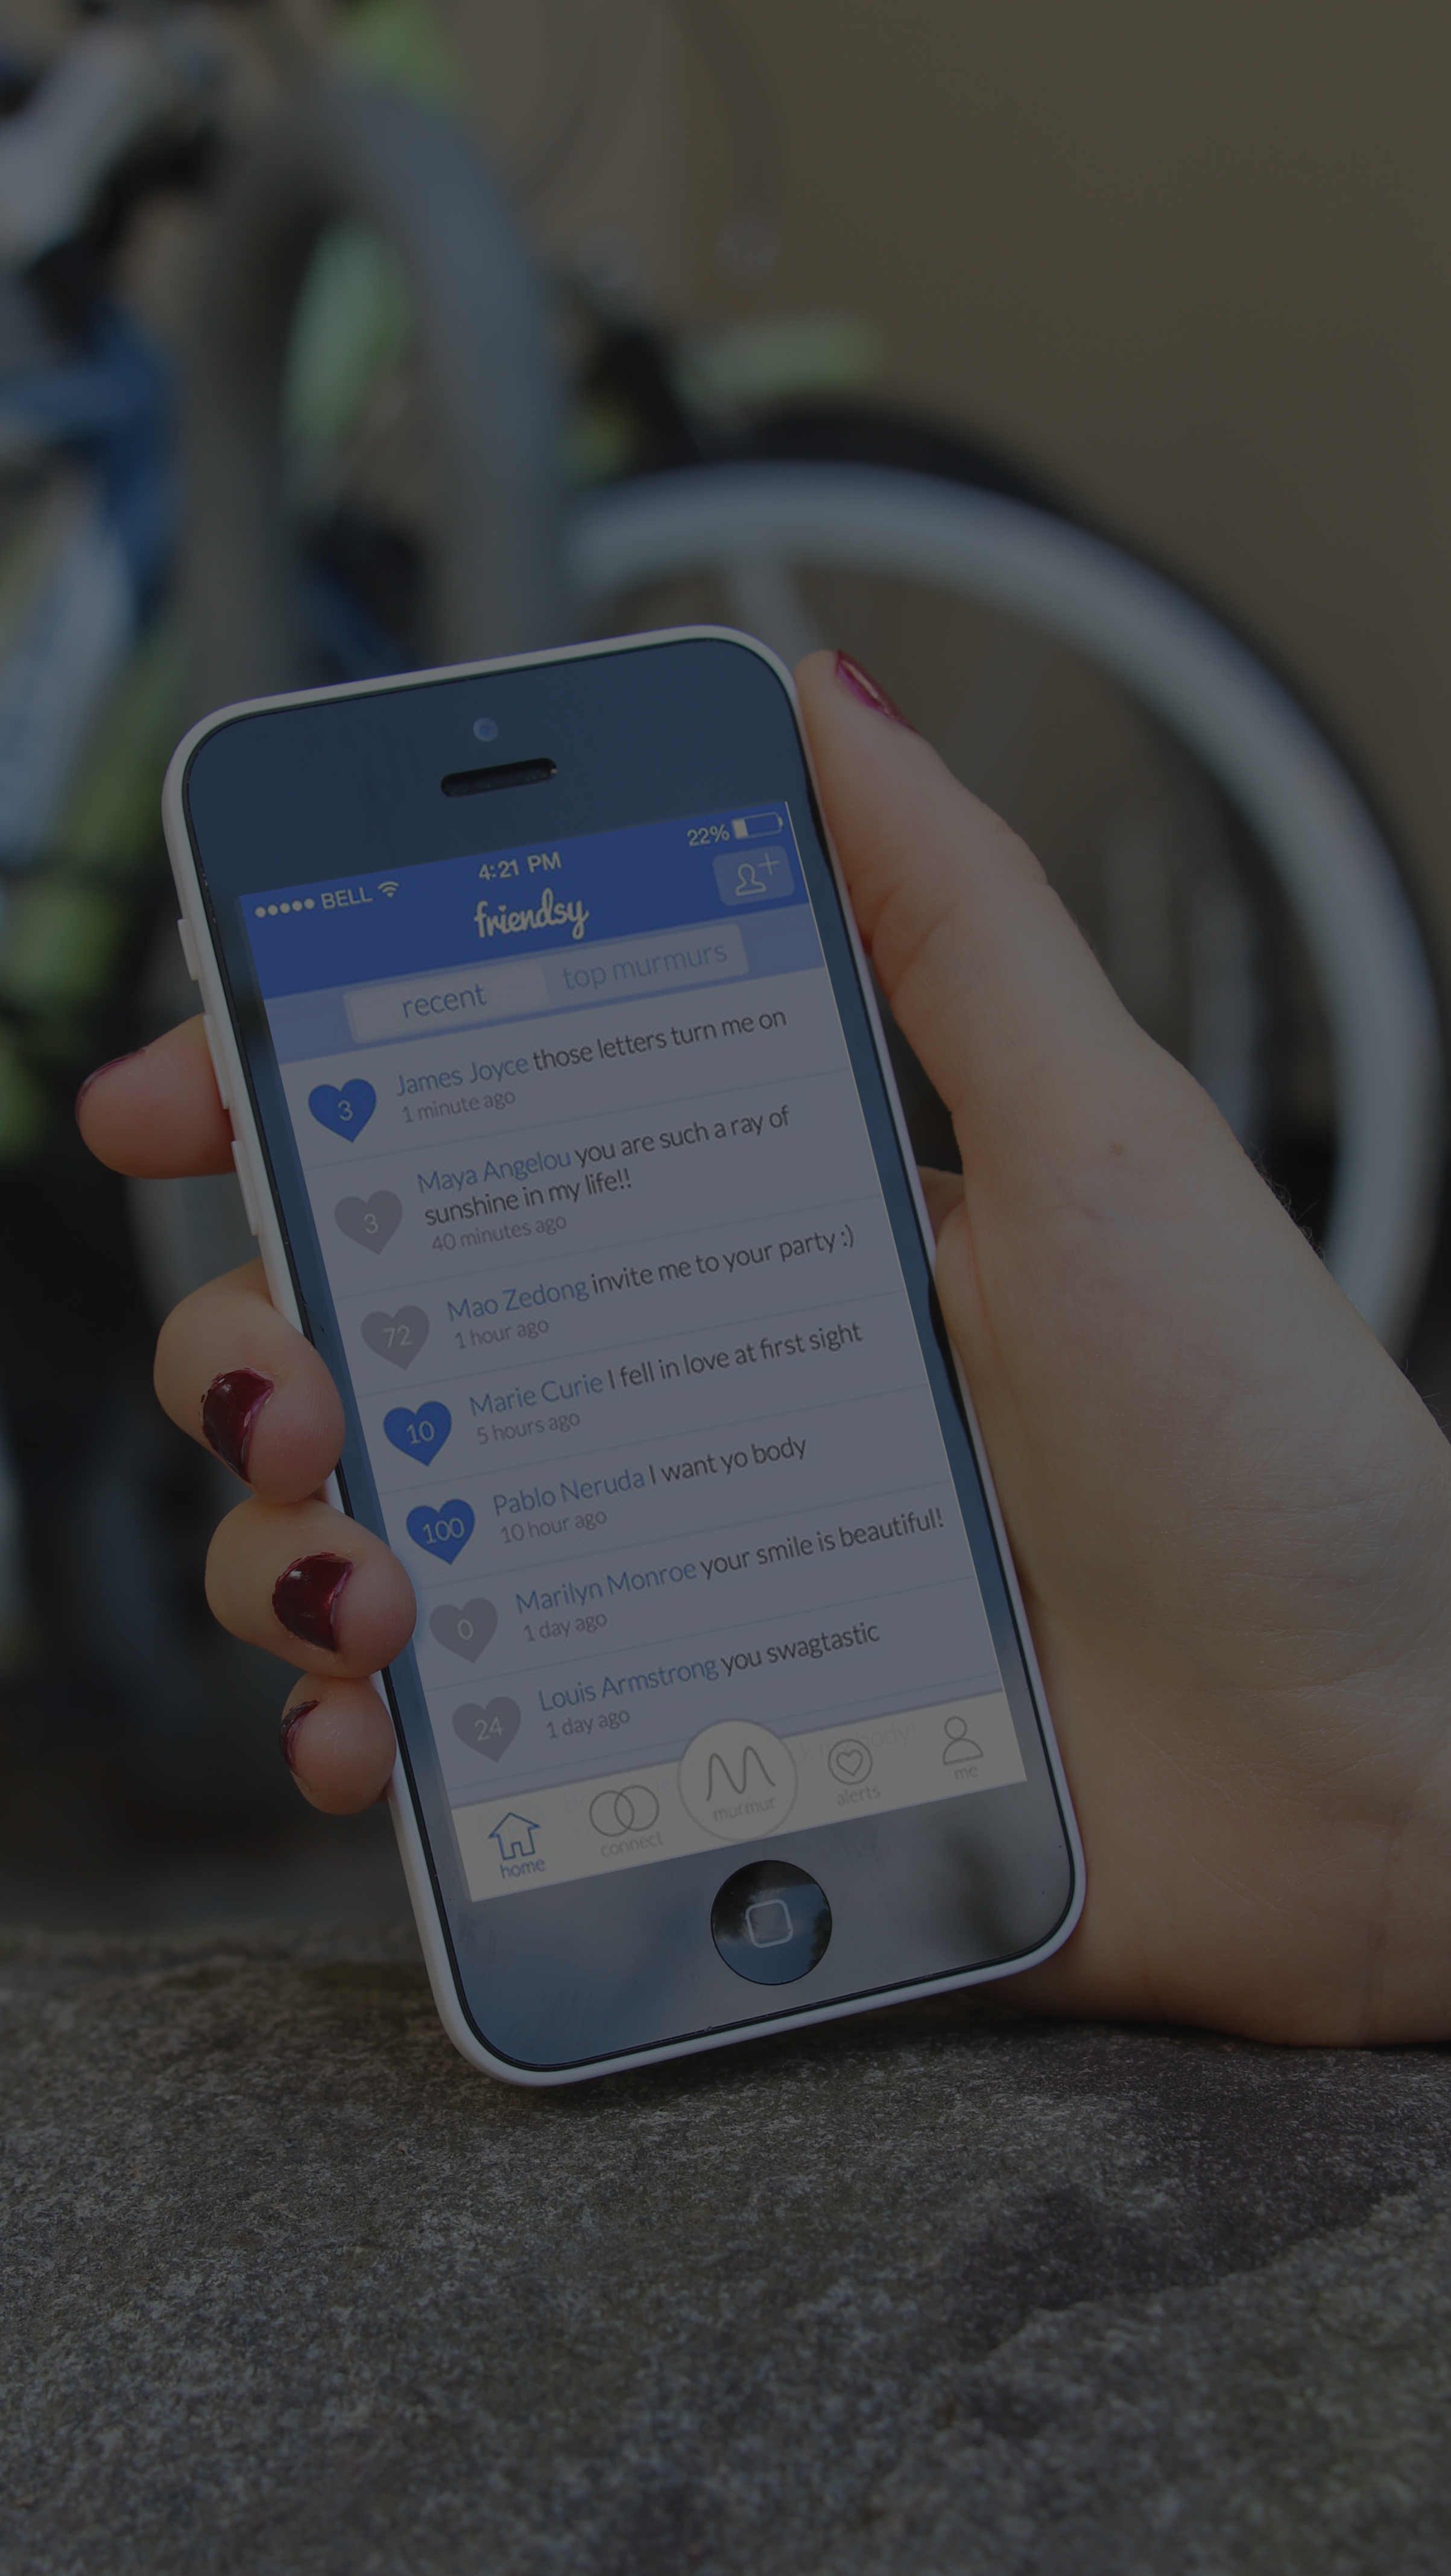 ●●●●● BELL 4:21 PM 22%
friendsy
recent top murmurs
3 James Joyce those letters turn me on
1 minute ago
3 Maya Angelou you are such a ray of
sunshine in my life!!
40 minutes ago
72 Mao Zedong invite me to your party :)
1 hour ago
10 Marie Curie I fell in love at first sight
5 hours ago
100 Pablo Neruda I want yo body
10 hour ago
0 Marilyn Monroe your smile is beautiful!
1 day ago
24 Louis Armstrong you swagtastic
1 day ago
home connect murmur alerts me